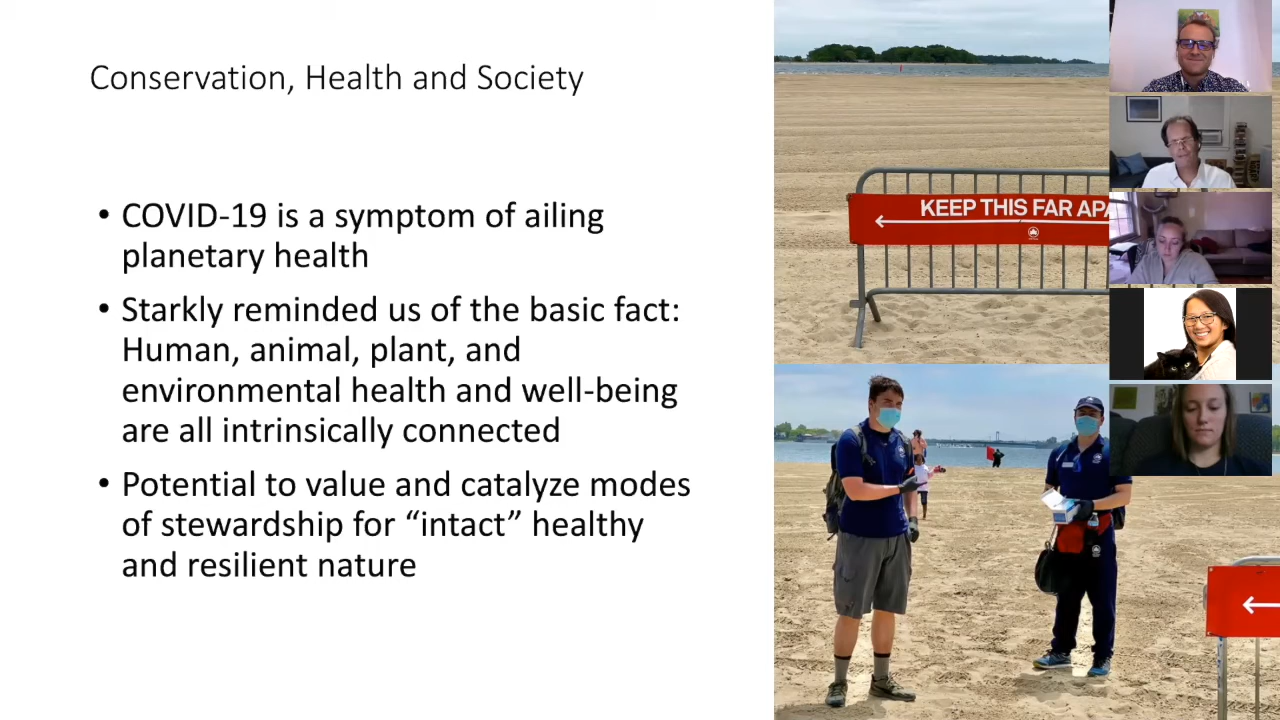 Conservation, Health and Society
• COVID-19 is a symptom of ailing
planetary health
• Starkly reminded us of the basic fact:
Human, animal, plant, and
environmental health and well-being
are all intrinsically connected
• Potential to value and catalyze modes
of stewardship for “intact” healthy
and resilient nature
KEEP THIS FAR APA